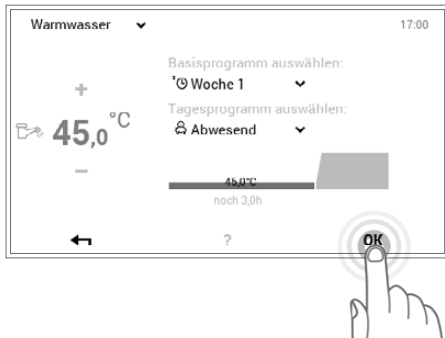 Warmwasser 17:00
Basisprogramm auswählen:
Woche 1
Tagesprogramm auswählen:
Abwesend
+
45,0°C
−
45,0°C
noch 3,0h
? OK